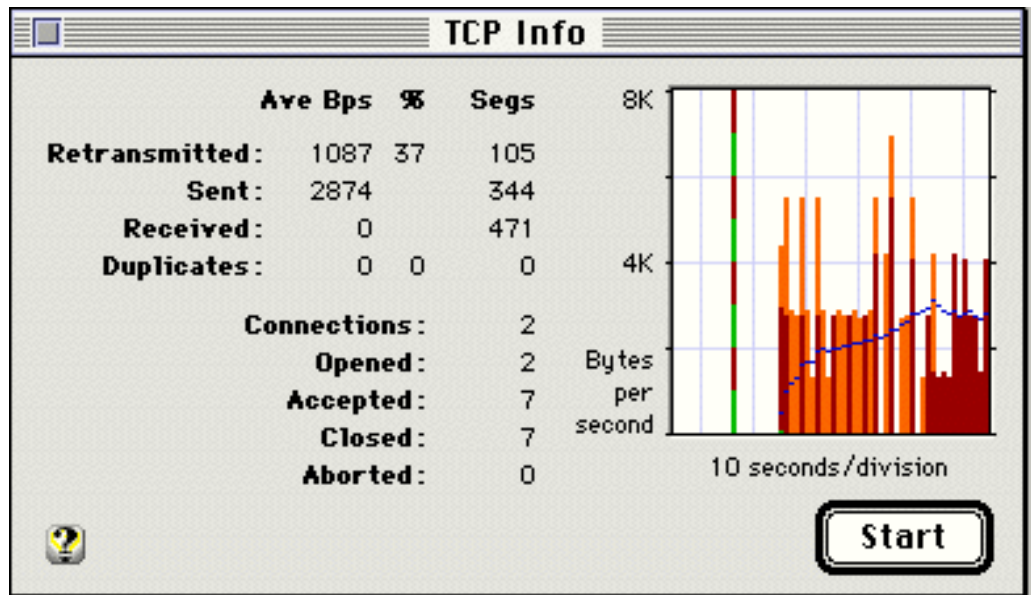 TCP Info
Ave Bps % Segs
Retransmitted: 1087 37 105
Sent: 2874 344
Received: 0 471
Duplicates: 0 0 0
Connections: 2
Opened: 2
Accepted: 7
Closed: 7
Aborted: 0
8K
4K
Bytes
per
second
10 seconds/division
?
Start